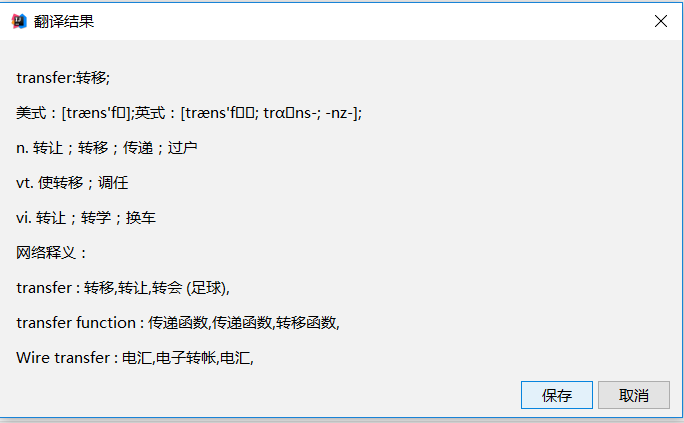 翻译结果
transfer:转移;
美式：[træns'f▯];英式：[træns'f▯▯; trɑ▯ns-; -nz-];
n. 转让；转移；传递；过户
vt. 使转移；调任
vi. 转让；转学；换车
网络释义：
transfer : 转移,转让,转会 (足球),
transfer function : 传递函数,传递函数,转移函数,
Wire transfer : 电汇,电子转帐,电汇,
保存 取消